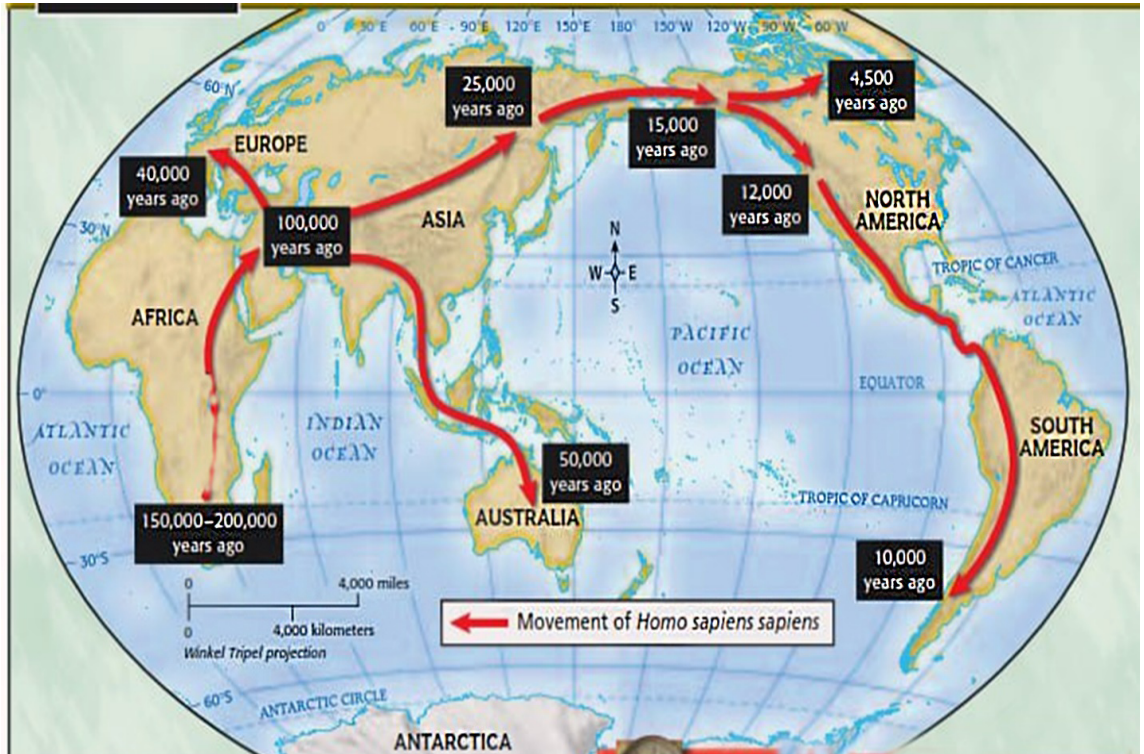 0° 30°E 60°E 90°E 120°E 150°E 180° 150°W 120°W 90°W 60°W
60°N
25,000
years ago
4,500
years ago
15,000
years ago
EUROPE
40,000
years ago
12,000
years ago
NORTH
AMERICA
30°N
100,000
years ago
ASIA
N
W E
S
TROPIC OF CANCER
ATLANTIC
OCEAN
AFRICA
PACIFIC
OCEAN
0°
EQUATOR
ATLANTIC
OCEAN
INDIAN
OCEAN
SOUTH
AMERICA
50,000
years ago
TROPIC OF CAPRICORN
150,000–200,000
years ago
AUSTRALIA
30°S
10,000
years ago
0 4,000 miles
0 4,000 kilometers
Winkel Tripel projection
Movement of Homo sapiens sapiens
60°S
ANTARCTIC CIRCLE
ANTARCTICA